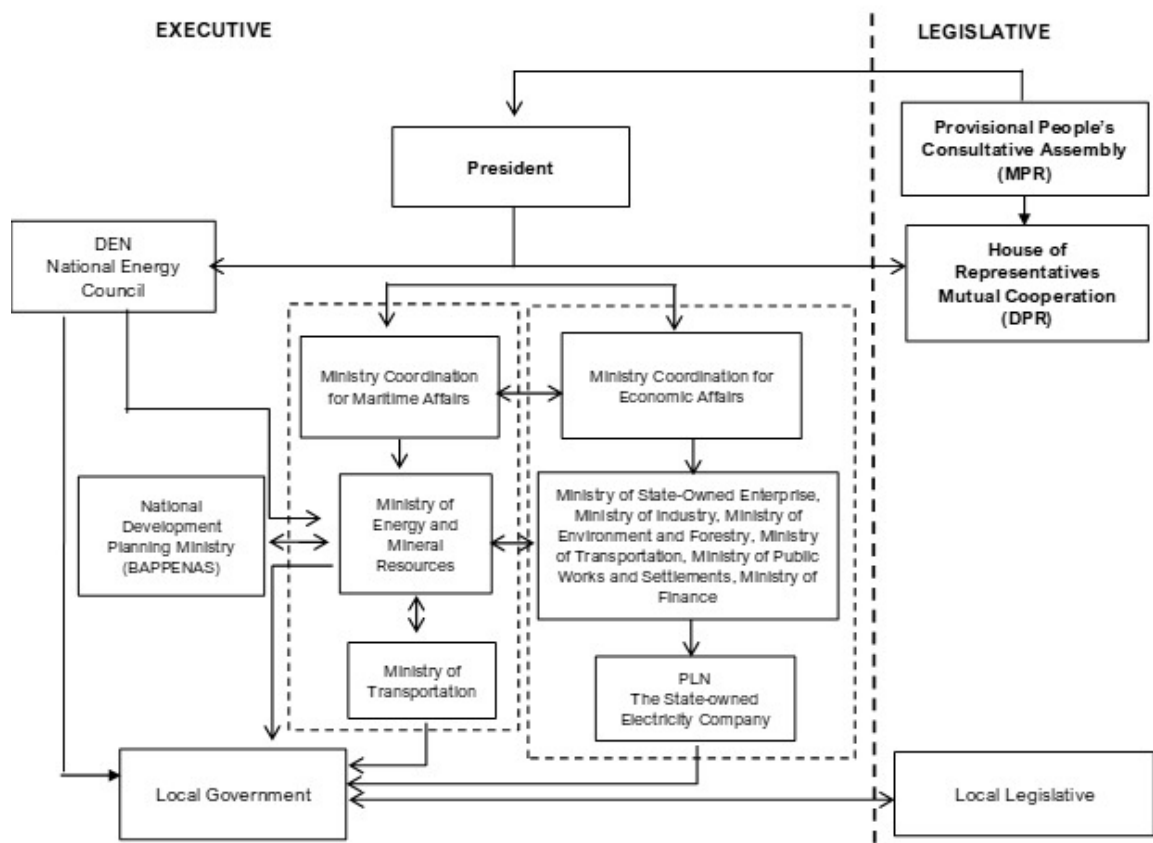 EXECUTIVE
LEGISLATIVE
President
Provisional People's
Consultative Assembly
(MPR)
DEN
National Energy
Council
House of
Representatives
Mutual Cooperation
(DPR)
Ministry Coordination
for Maritime Affairs
Ministry Coordination for
Economic Affairs
National
Development
Planning Ministry
(BAPPENAS)
Ministry of
Energy and
Mineral
Resources
Ministry of State-Owned Enterprise,
Ministry of Industry, Ministry of
Environment and Forestry, Ministry
of Transportation, Ministry of Public
Works and Settlements, Ministry of
Finance
Ministry of
Transportation
PLN
The State-owned
Electricity Company
Local Government
Local Legislative